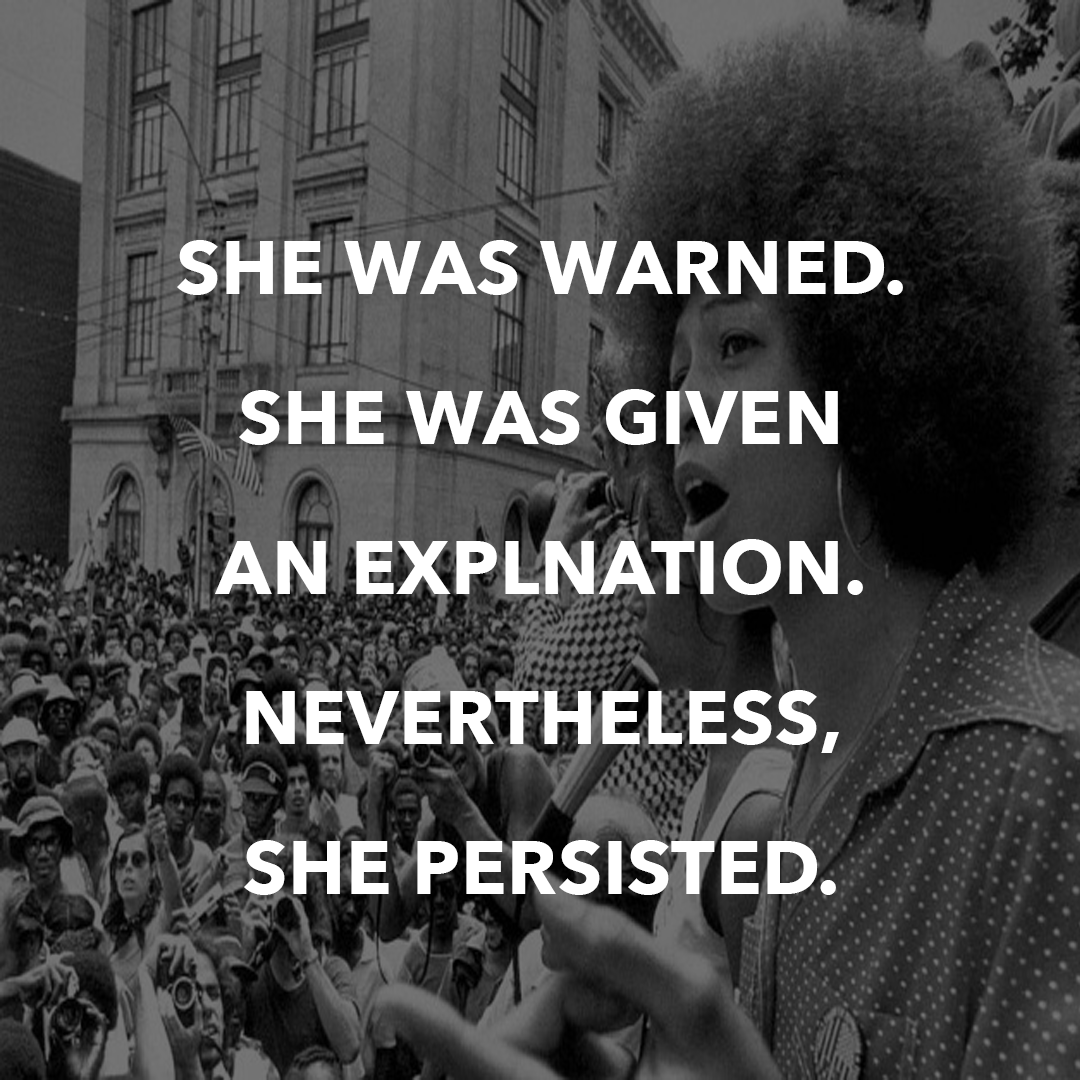 SHE WAS WARNED.
SHE WAS GIVEN
AN EXPLNATION.
NEVERTHELESS,
SHE PERSISTED.